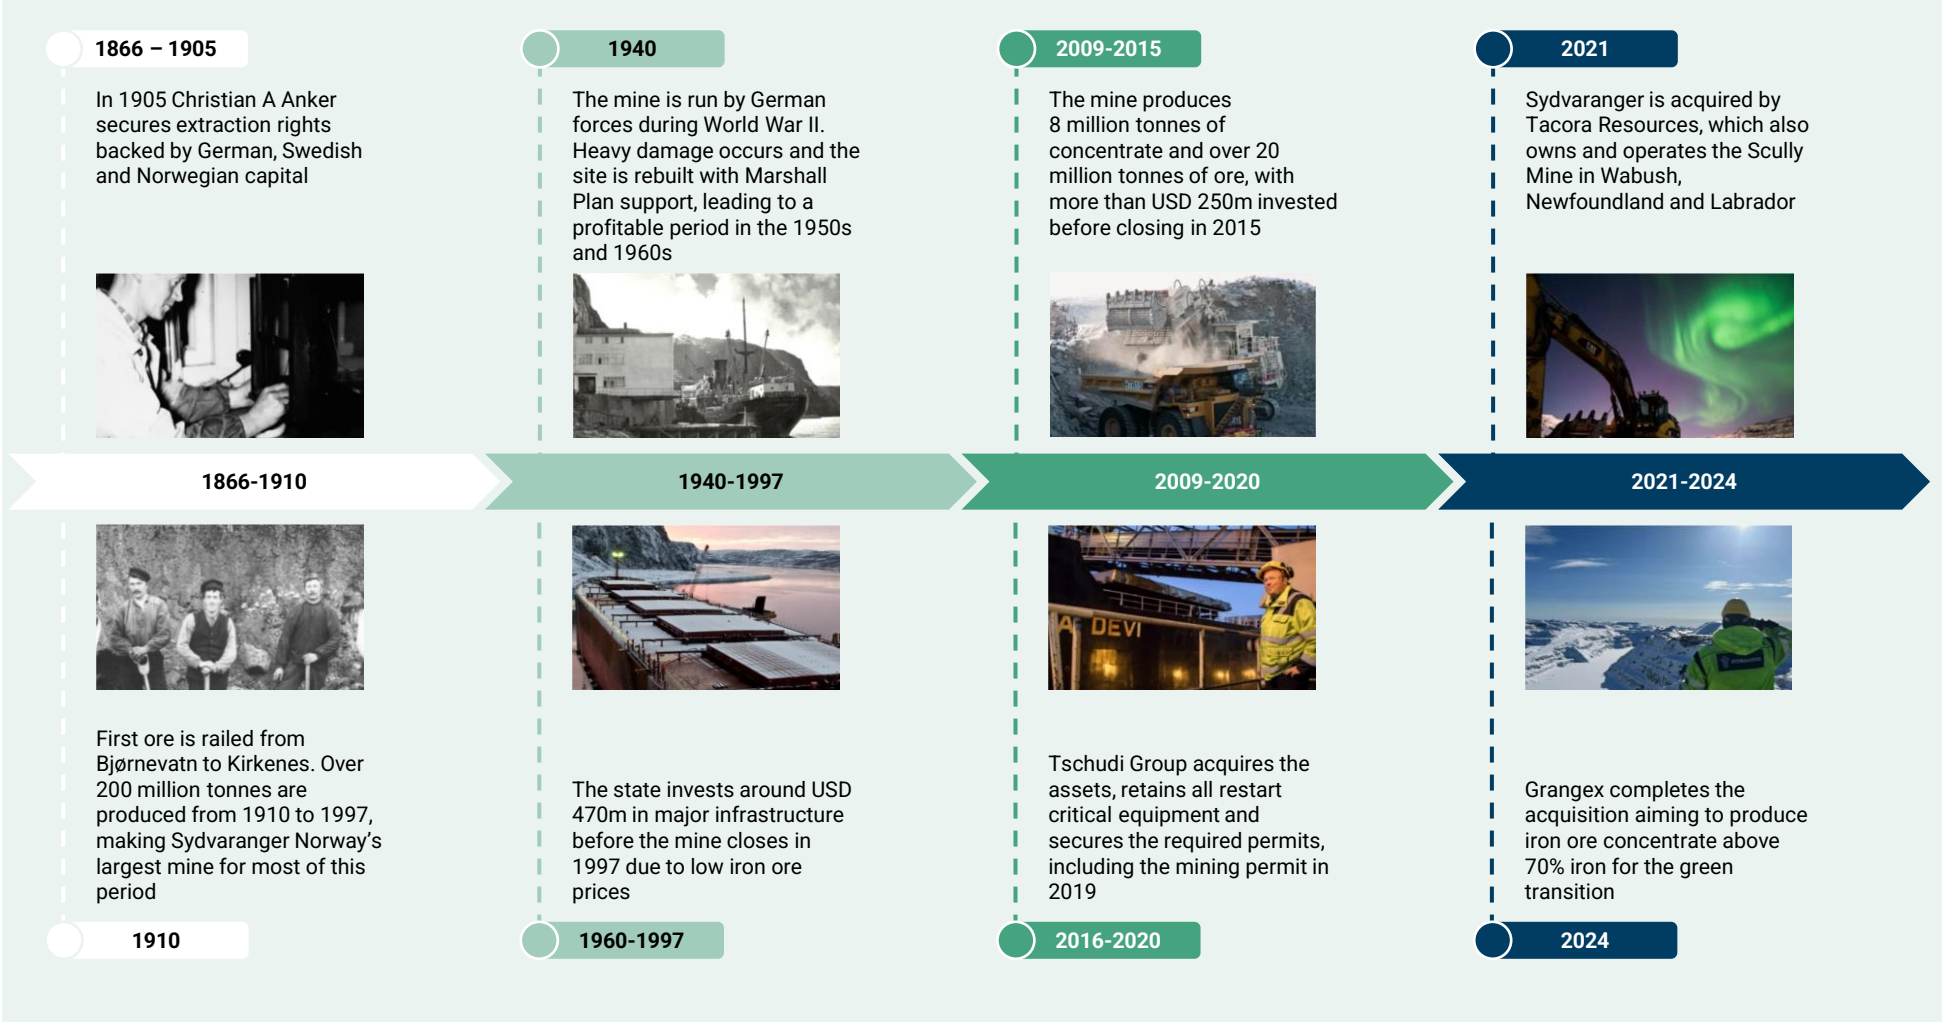 1866 – 1905
In 1905 Christian A Anker
secures extraction rights
backed by German, Swedish
and Norwegian capital
1940
The mine is run by German
forces during World War II.
Heavy damage occurs and the
site is rebuilt with Marshall
Plan support, leading to a
profitable period in the 1950s
and 1960s
2009-2015
The mine produces
8 million tonnes of
concentrate and over 20
million tonnes of ore, with
more than USD 250m invested
before closing in 2015
2021
Sydvaranger is acquired by
Tacora Resources, which also
owns and operates the Scully
Mine in Wabush,
Newfoundland and Labrador
1866-1910
1940-1997
2009-2020
2021-2024
A DEVI
First ore is railed from
Bjørnevatn to Kirkenes. Over
200 million tonnes are
produced from 1910 to 1997,
making Sydvaranger Norway’s
largest mine for most of this
period
1910
The state invests around USD
470m in major infrastructure
before the mine closes in
1997 due to low iron ore
prices
1960-1997
Tschudi Group acquires the
assets, retains all restart
critical equipment and
secures the required permits,
including the mining permit in
2019
2016-2020
Grangex completes the
acquisition aiming to produce
iron ore concentrate above
70% iron for the green
transition
2024